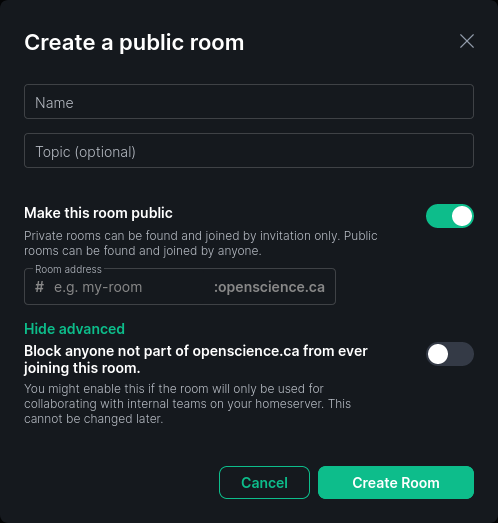 Create a public room
Name
Topic (optional)
Make this room public
Private rooms can be found and joined by invitation only. Public
rooms can be found and joined by anyone.
Room address
# e.g. my-room :openscience.ca
Hide advanced
Block anyone not part of openscience.ca from ever
joining this room.
You might enable this if the room will only be used for
collaborating with internal teams on your homeserver. This
cannot be changed later.
Cancel Create Room